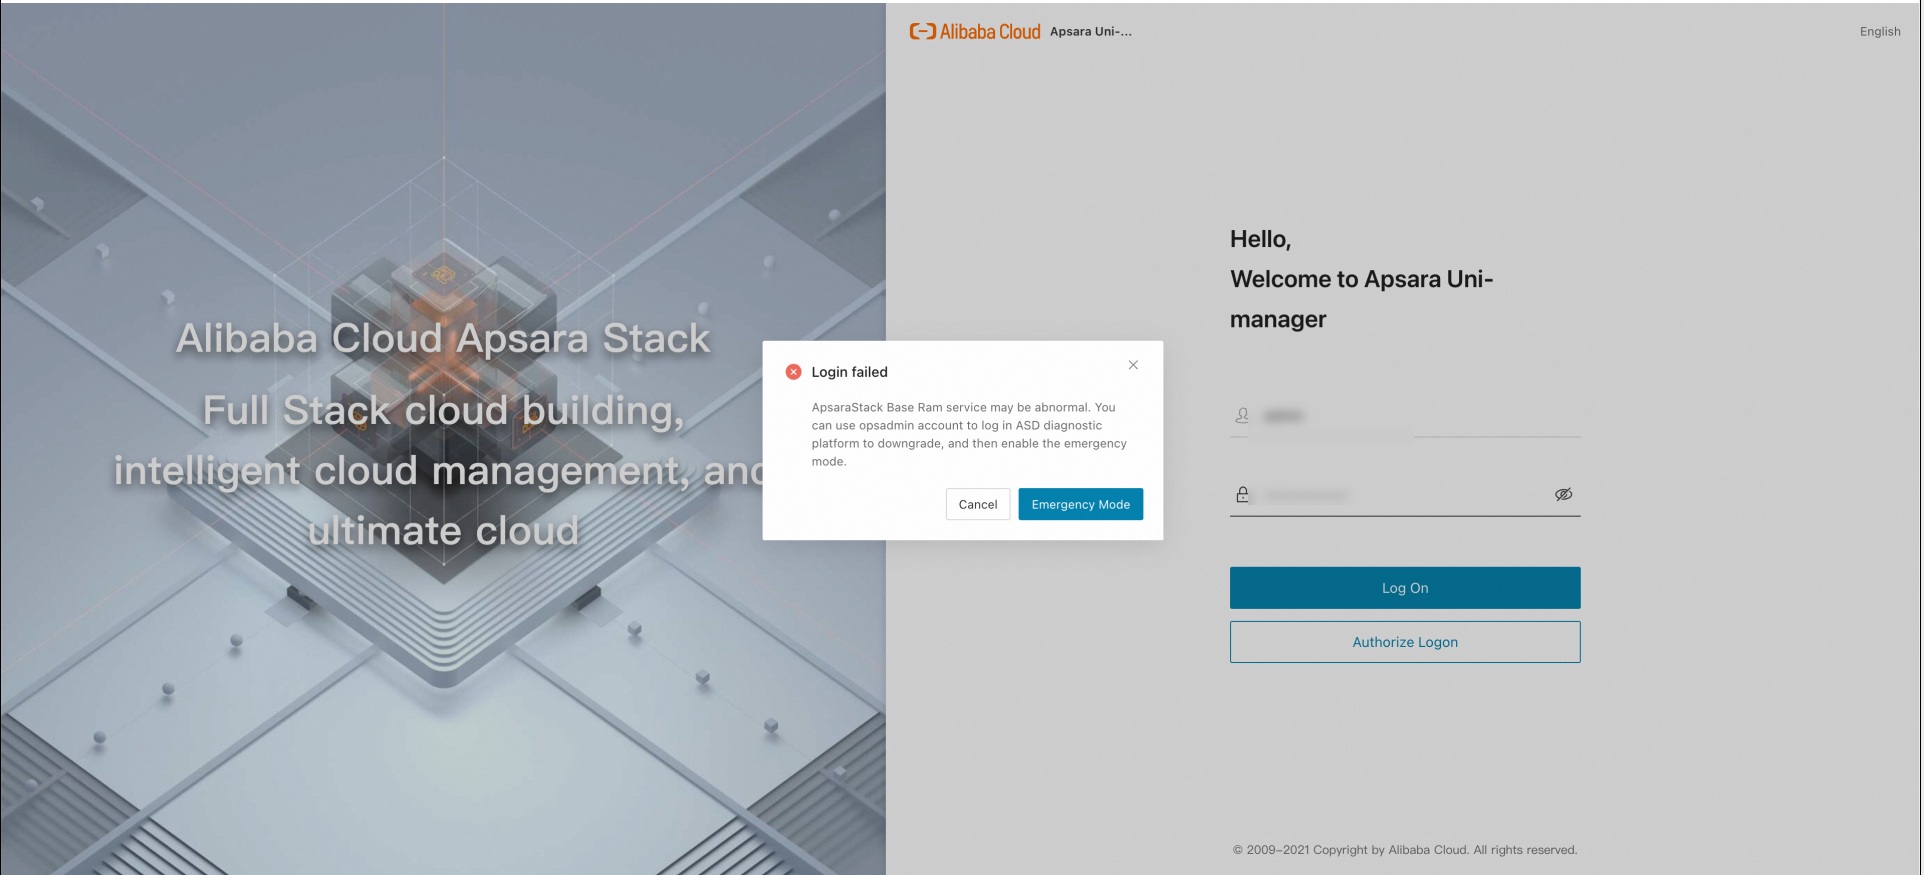 Alibaba Cloud Apsara Uni-...
English
Alibaba Cloud Apsara Stack
Full Stack cloud building,
intelligent cloud management, and
ultimate cloud
Hello,
Welcome to Apsara Uni-
manager
Login failed
ApsaraStack Base Ram service may be abnormal. You
can use opsadmin account to log in ASD diagnostic
platform to downgrade, and then enable the emergency
mode.
Cancel
Emergency Mode
Log On
Authorize Logon
© 2009-2021 Copyright by Alibaba Cloud. All rights reserved.